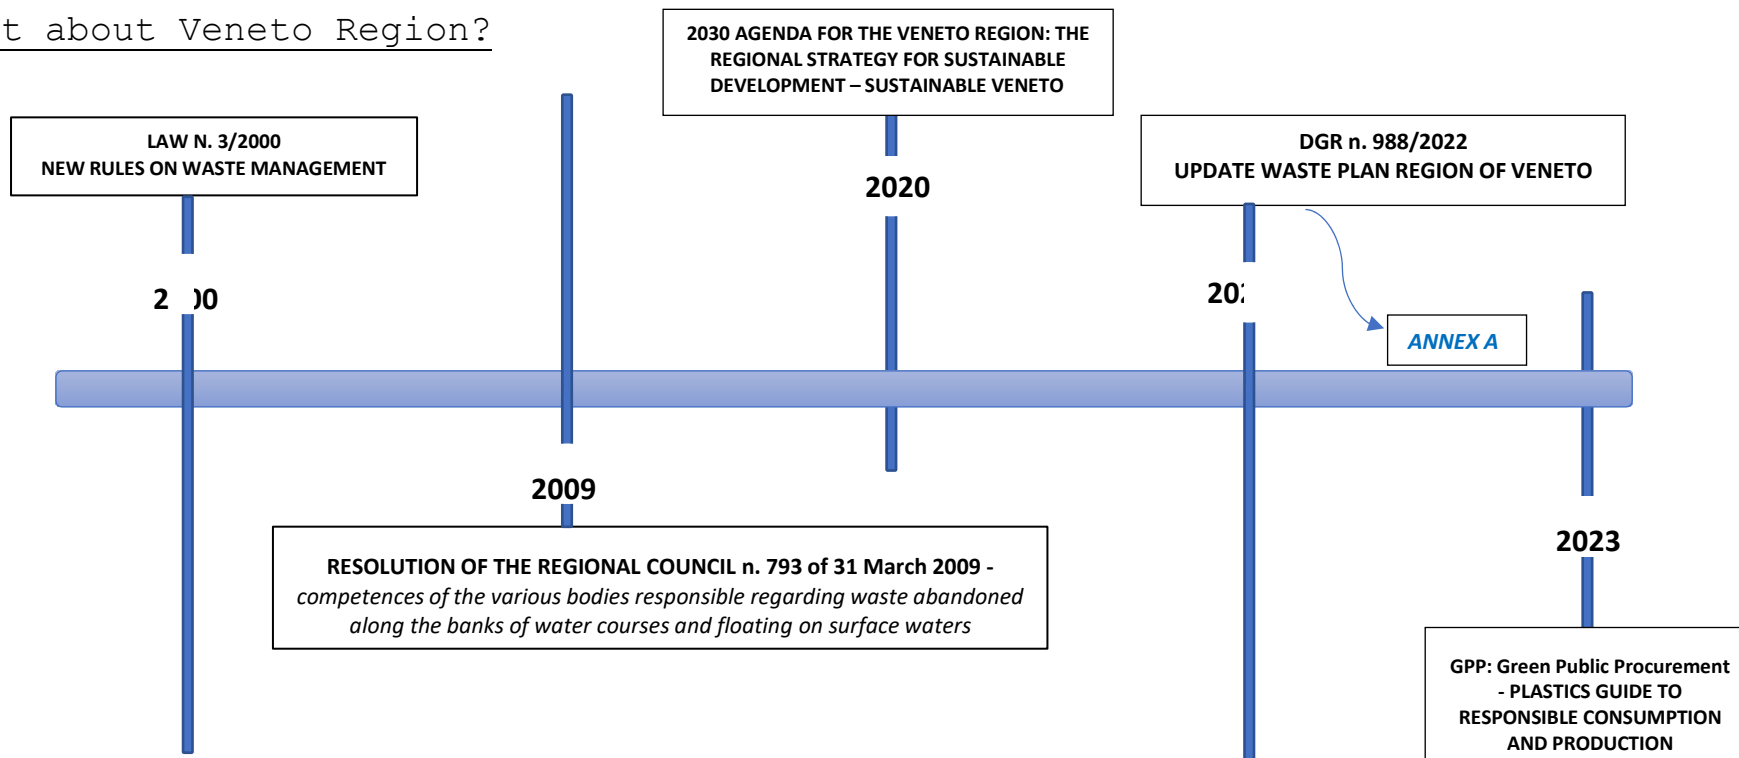 t about Veneto Region?
2030 AGENDA FOR THE VENETO REGION: THE
REGIONAL STRATEGY FOR SUSTAINABLE
DEVELOPMENT – SUSTAINABLE VENETO
LAW N. 3/2000
NEW RULES ON WASTE MANAGEMENT
DGR n. 988/2022
UPDATE WASTE PLAN REGION OF VENETO
2020
2 00
202
ANNEX A
2009
RESOLUTION OF THE REGIONAL COUNCIL n. 793 of 31 March 2009 -
competences of the various bodies responsible regarding waste abandoned
along the banks of water courses and floating on surface waters
2023
GPP: Green Public Procurement
- PLASTICS GUIDE TO
RESPONSIBLE CONSUMPTION
AND PRODUCTION